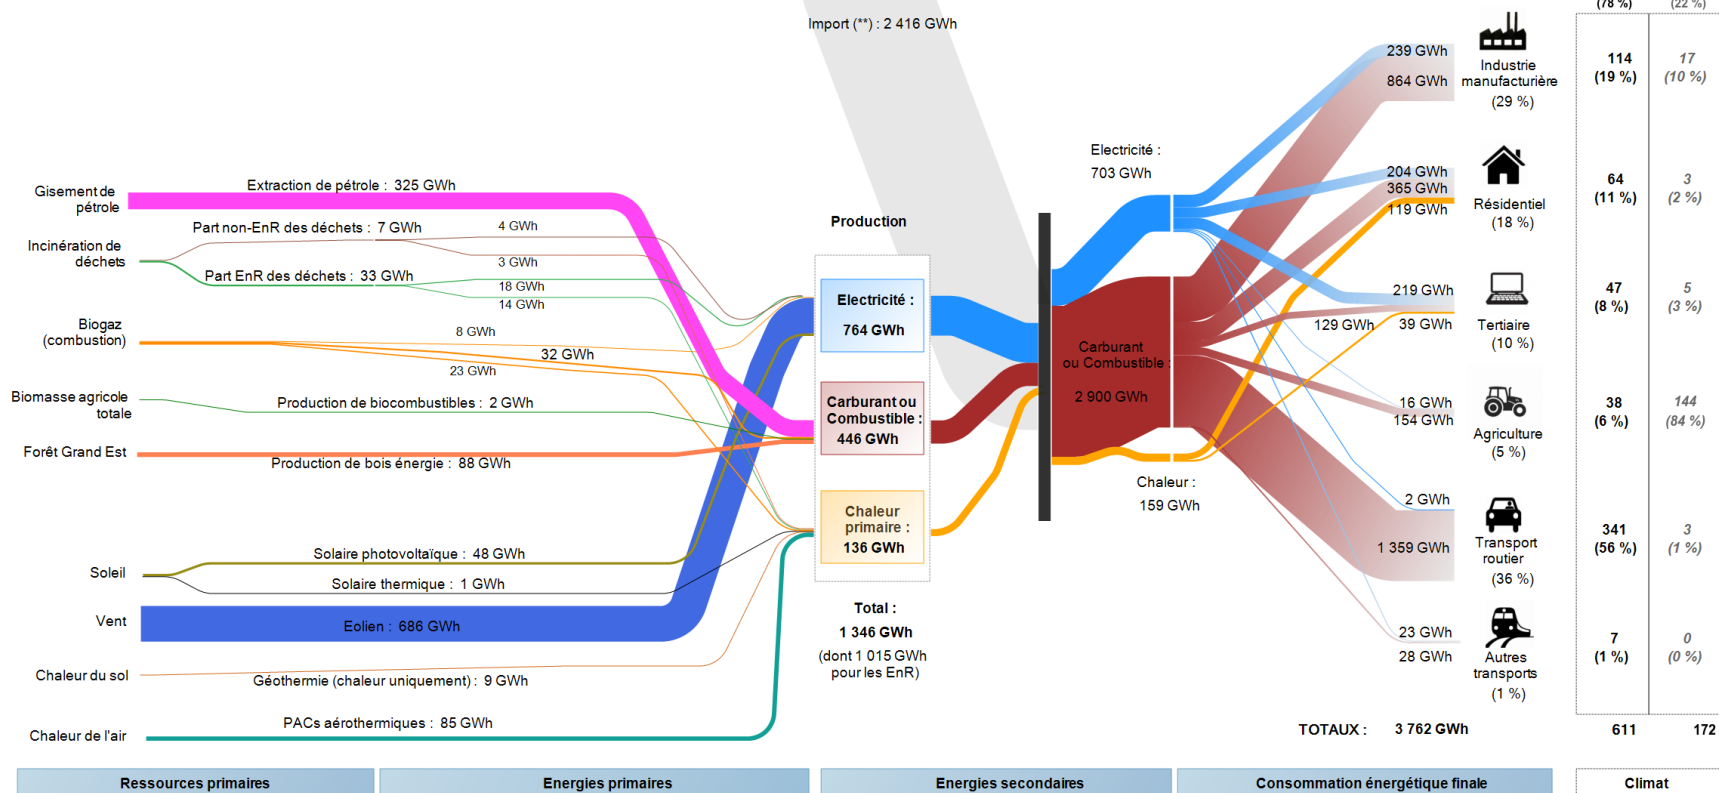 (78 %)
(22 %)
Import (**) : 2 416 GWh
239 GWh
864 GWh
Industrie
manufacturière
(29 %)
114
(19 %)
17
(10 %)
Electricité :
703 GWh
204 GWh
365 GWh
119 GWh
Résidentiel
(18 %)
64
(11 %)
3
(2 %)
Gisement de
pétrole
Extraction de pétrole : 325 GWh
Part non-EnR des déchets : 7 GWh
4 GWh
3 GWh
Incinération de
déchets
Part EnR des déchets : 33 GWh
18 GWh
14 GWh
Biogaz
(combustion)
8 GWh
32 GWh
23 GWh
Biomasse agricole
totale
Production de biocombustibles : 2 GWh
Forêt Grand Est
Production de bois énergie : 88 GWh
Soleil
Solaire photovoltaïque : 48 GWh
Solaire thermique : 1 GWh
Vent
Eolien : 686 GWh
Chaleur du sol
Géothermie (chaleur uniquement) : 9 GWh
Chaleur de l'air
PACs aérothermiques : 85 GWh
Production
Electricité :
764 GWh
Carburant ou
Combustible :
446 GWh
Chaleur
primaire :
136 GWh
Total :
1 346 GWh
(dont 1 015 GWh
pour les EnR)
Carburant
ou Combustible :
2 900 GWh
Chaleur :
159 GWh
219 GWh
129 GWh
39 GWh
Tertiaire
(10 %)
47
(8 %)
5
(3 %)
16 GWh
154 GWh
Agriculture
(5 %)
38
(6 %)
144
(84 %)
2 GWh
1 359 GWh
Transport
routier
(36 %)
341
(56 %)
3
(1 %)
23 GWh
28 GWh
Autres
transports
(1 %)
7
(1 %)
0
(0 %)
TOTAUX : 3 762 GWh
611
172
Ressources primaires
Energies primaires
Energies secondaires
Consommation énergétique finale
Climat